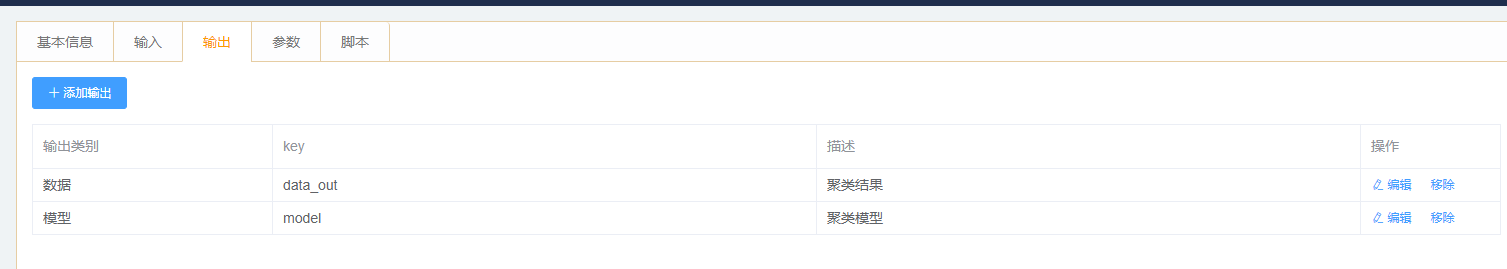 基本信息 输入 输出 参数 脚本
添加输出
输出类别 key 描述 操作
数据 data_out 聚类结果 编辑 移除
模型 model 聚类模型 编辑 移除